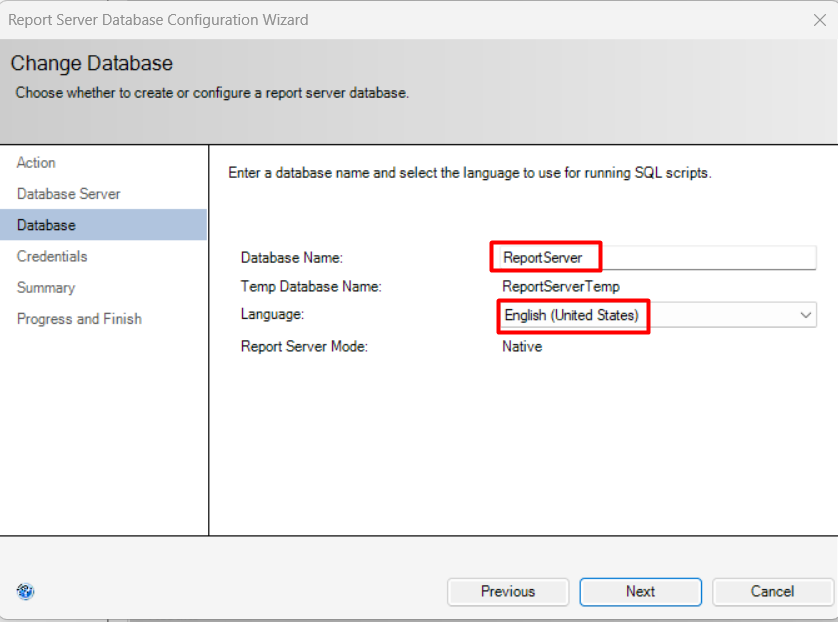 Report Server Database Configuration Wizard
Change Database
Choose whether to create or configure a report server database.
Action
Database Server
Database
Credentials
Summary
Progress and Finish
Enter a database name and select the language to use for running SQL scripts.
Database Name: ReportServer
Temp Database Name: ReportServerTemp
Language: English (United States)
Report Server Mode: Native
Previous Next Cancel